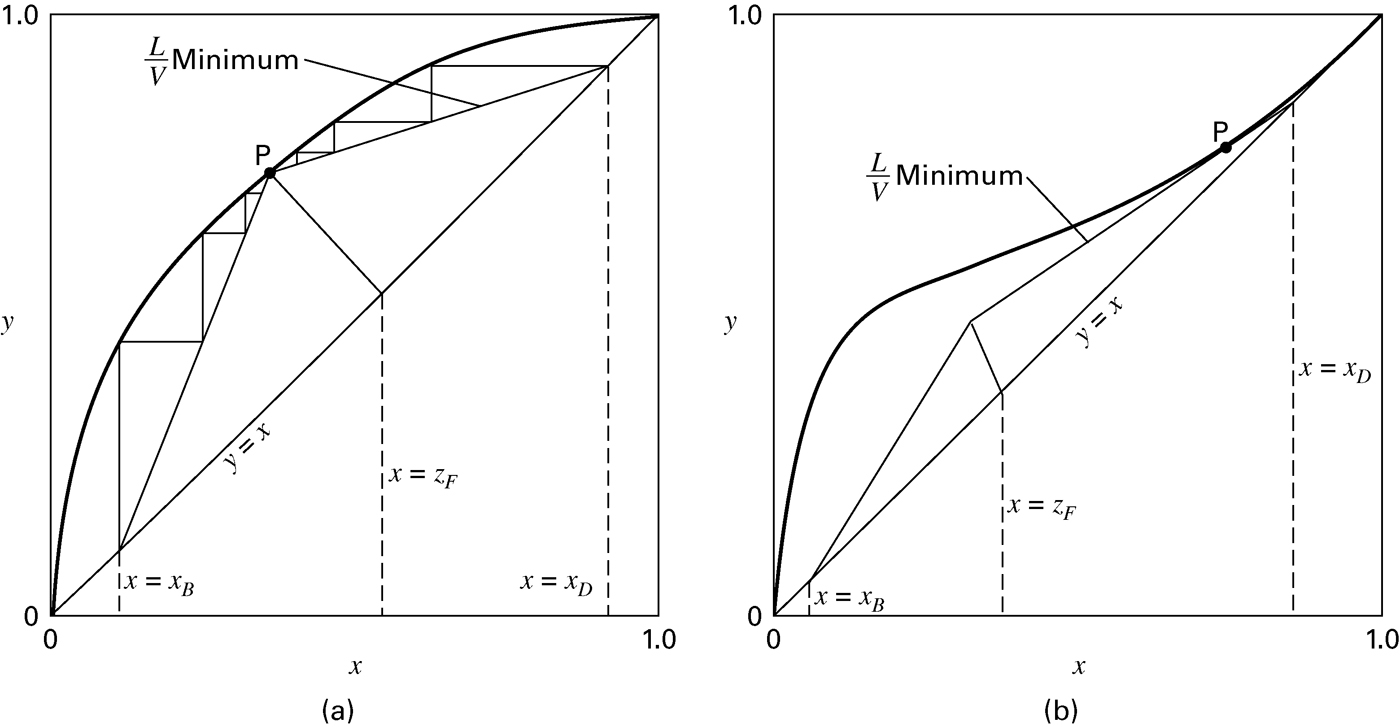 1.0
L/V Minimum
P
y
y = x
x = z_F
x = x_B
x = x_D
0
0
1.0
x
(a)
1.0
P
L/V Minimum
y
y = x
x = x_D
x = z_F
x = x_B
0
0
1.0
x
(b)